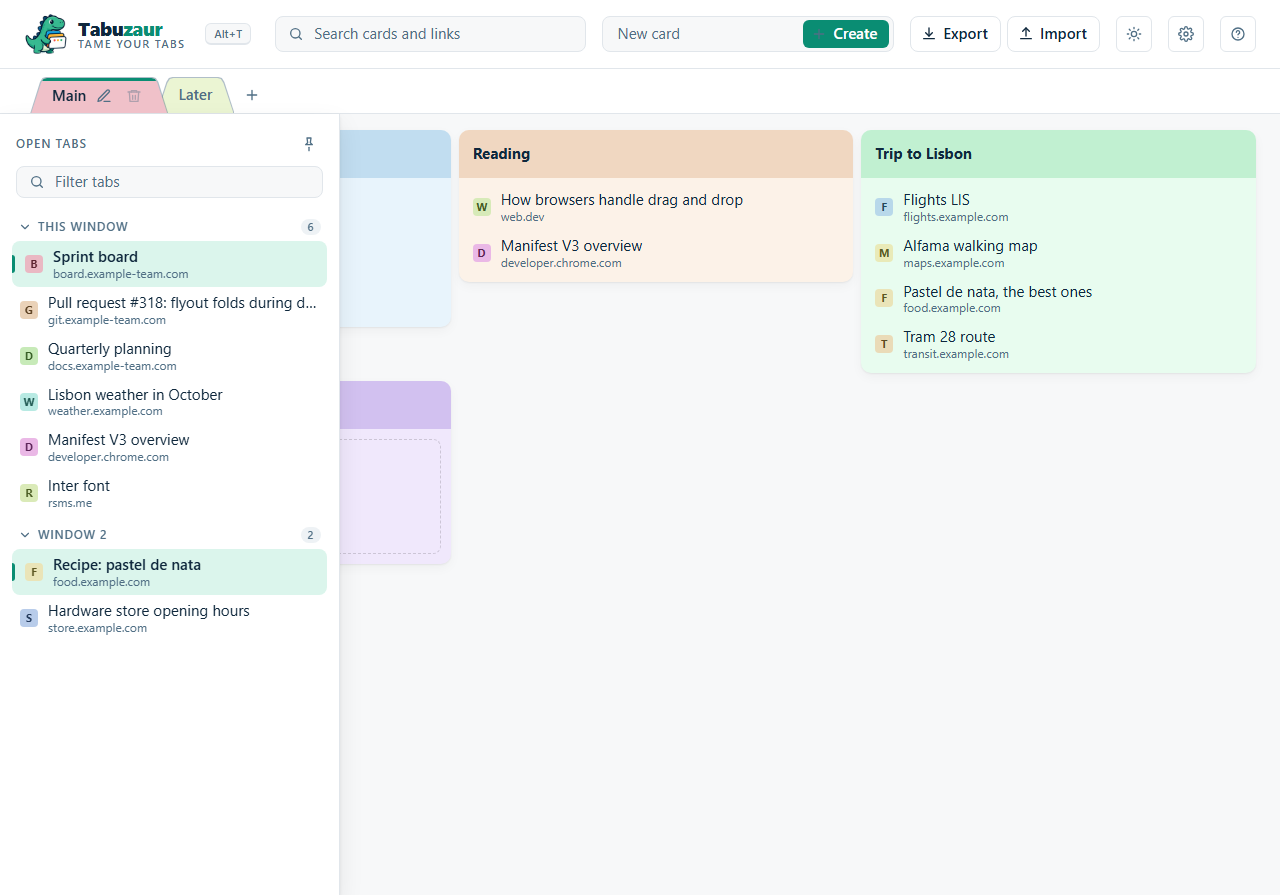 Tabuzaur
TAME YOUR TABS
Alt+T
Search cards and links
New card
Create
Export
Import
Main
Later
OPEN TABS
Filter tabs
THIS WINDOW 6
B Sprint board
board.example-team.com
G Pull request #318: flyout folds during d...
git.example-team.com
D Quarterly planning
docs.example-team.com
W Lisbon weather in October
weather.example.com
D Manifest V3 overview
developer.chrome.com
R Inter font
rsms.me
WINDOW 2 2
F Recipe: pastel de nata
food.example.com
S Hardware store opening hours
store.example.com
Reading
W How browsers handle drag and drop
web.dev
D Manifest V3 overview
developer.chrome.com
Trip to Lisbon
F Flights LIS
flights.example.com
M Alfama walking map
maps.example.com
F Pastel de nata, the best ones
food.example.com
T Tram 28 route
transit.example.com